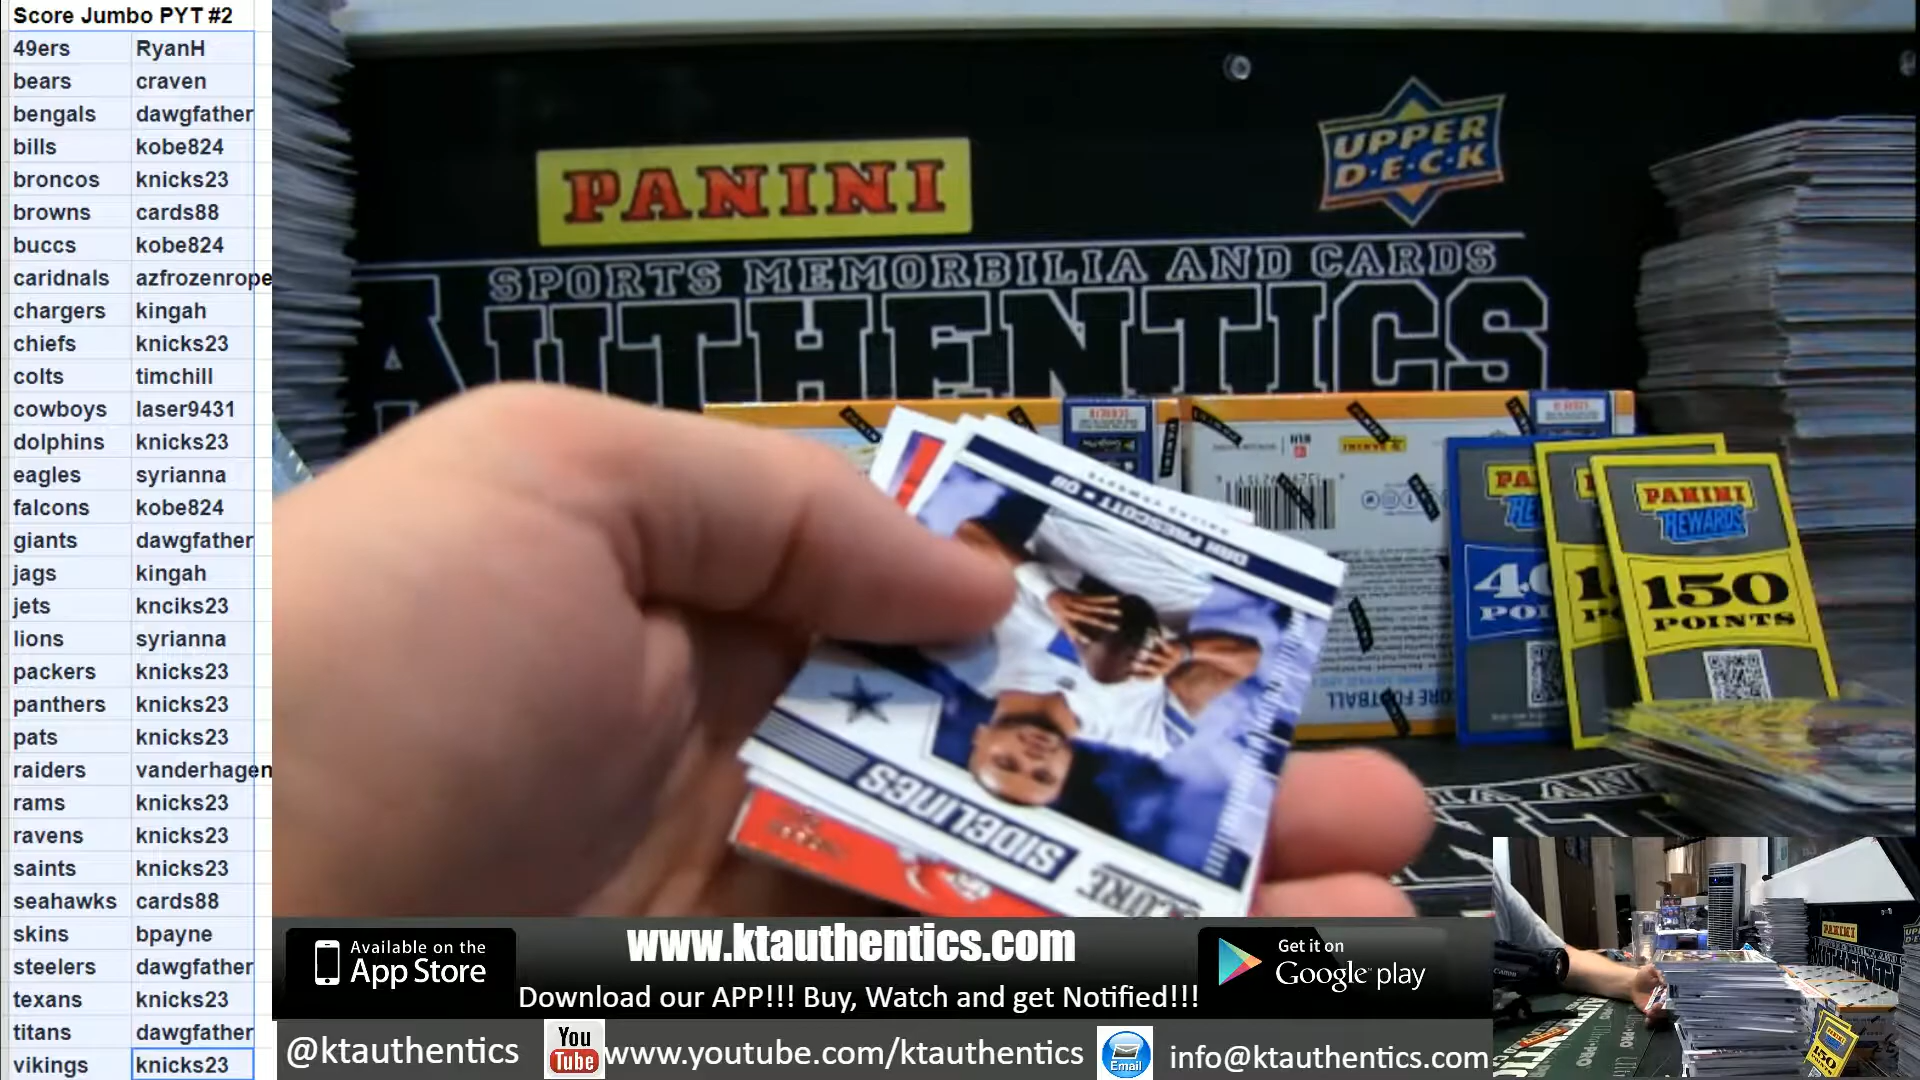 Score Jumbo PYT #2
49ers RyanH
bears craven
bengals dawgfather
bills kobe824
broncos knicks23
browns cards88
buccs kobe824
caridnals azfrozenrope
chargers kingah
chiefs knicks23
colts timchill
cowboys laser9431
dolphins knicks23
eagles syrianna
falcons kobe824
giants dawgfather
jags kingah
jets knciks23
lions syrianna
packers knicks23
panthers knicks23
pats knicks23
raiders vanderhagen
rams knicks23
ravens knicks23
saints knicks23
seahawks cards88
skins bpayne
steelers dawgfather
texans knicks23
titans dawgfather
vikings knicks23
PANINI
UPPER
D·E·C·K
SPORTS MEMORBILIA AND CARDS
AUTHENTICS
DAK PRESCOTT • QB
SIDELINES
SCORE
PANINI
REWARDS
150
POINTS
Available on the
App Store
www.ktauthentics.com
Download our APP!!! Buy, Watch and get Notified!!!
Get it on
Google play
@ktauthentics
You
Tube
www.youtube.com/ktauthentics
Email
info@ktauthentics.com